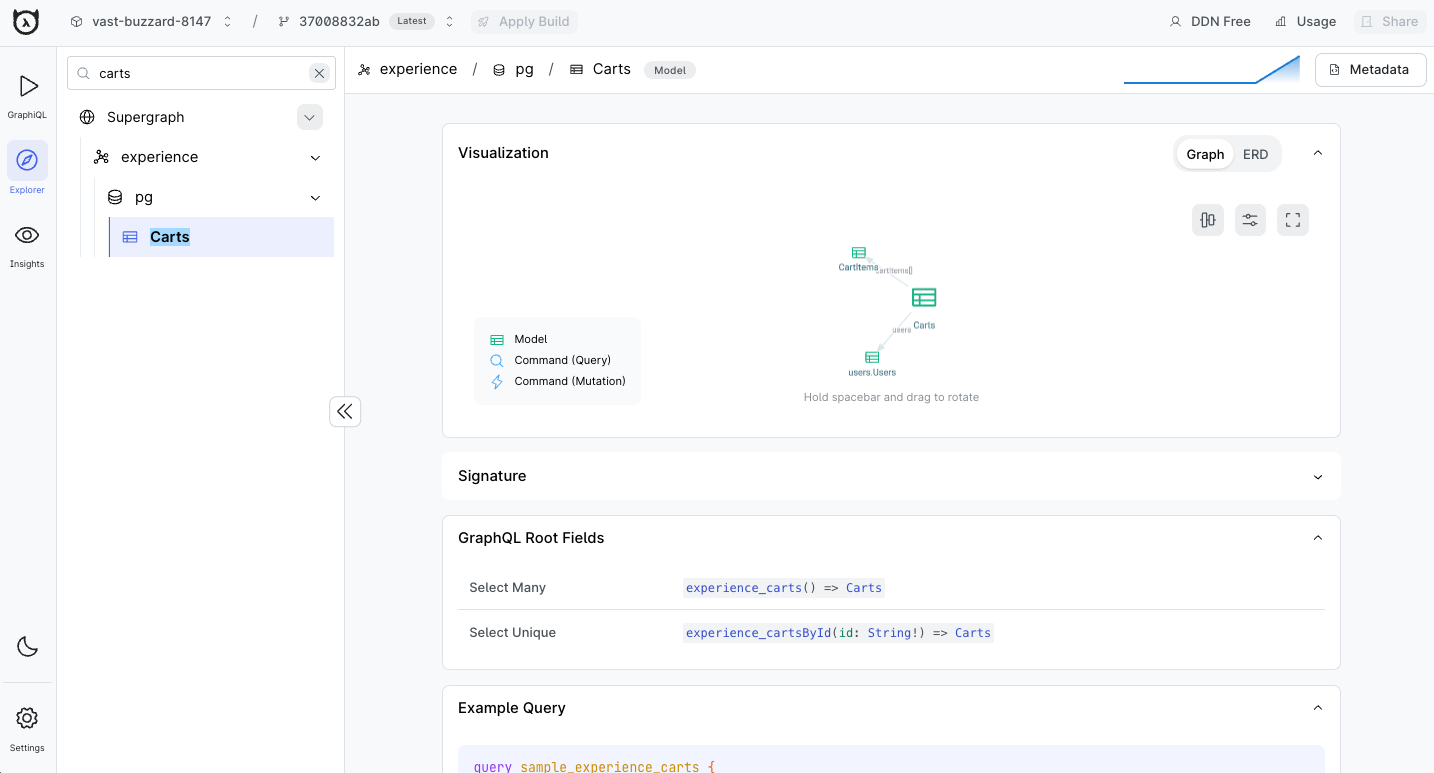 vast-buzzard-8147 / 37008832ab Latest Apply Build DDN Free Usage Share
carts
experience / pg / Carts Model Metadata
GraphiQL
Explorer
Insights
Settings
Supergraph
experience
pg
Carts
Visualization Graph ERD
CartItems cartItems[]
Carts
users
users.Users
Model
Command (Query)
Command (Mutation)
Hold spacebar and drag to rotate
Signature
GraphQL Root Fields
Select Many experience_carts() => Carts
Select Unique experience_cartsById(id: String!) => Carts
Example Query
query sample_experience_carts {